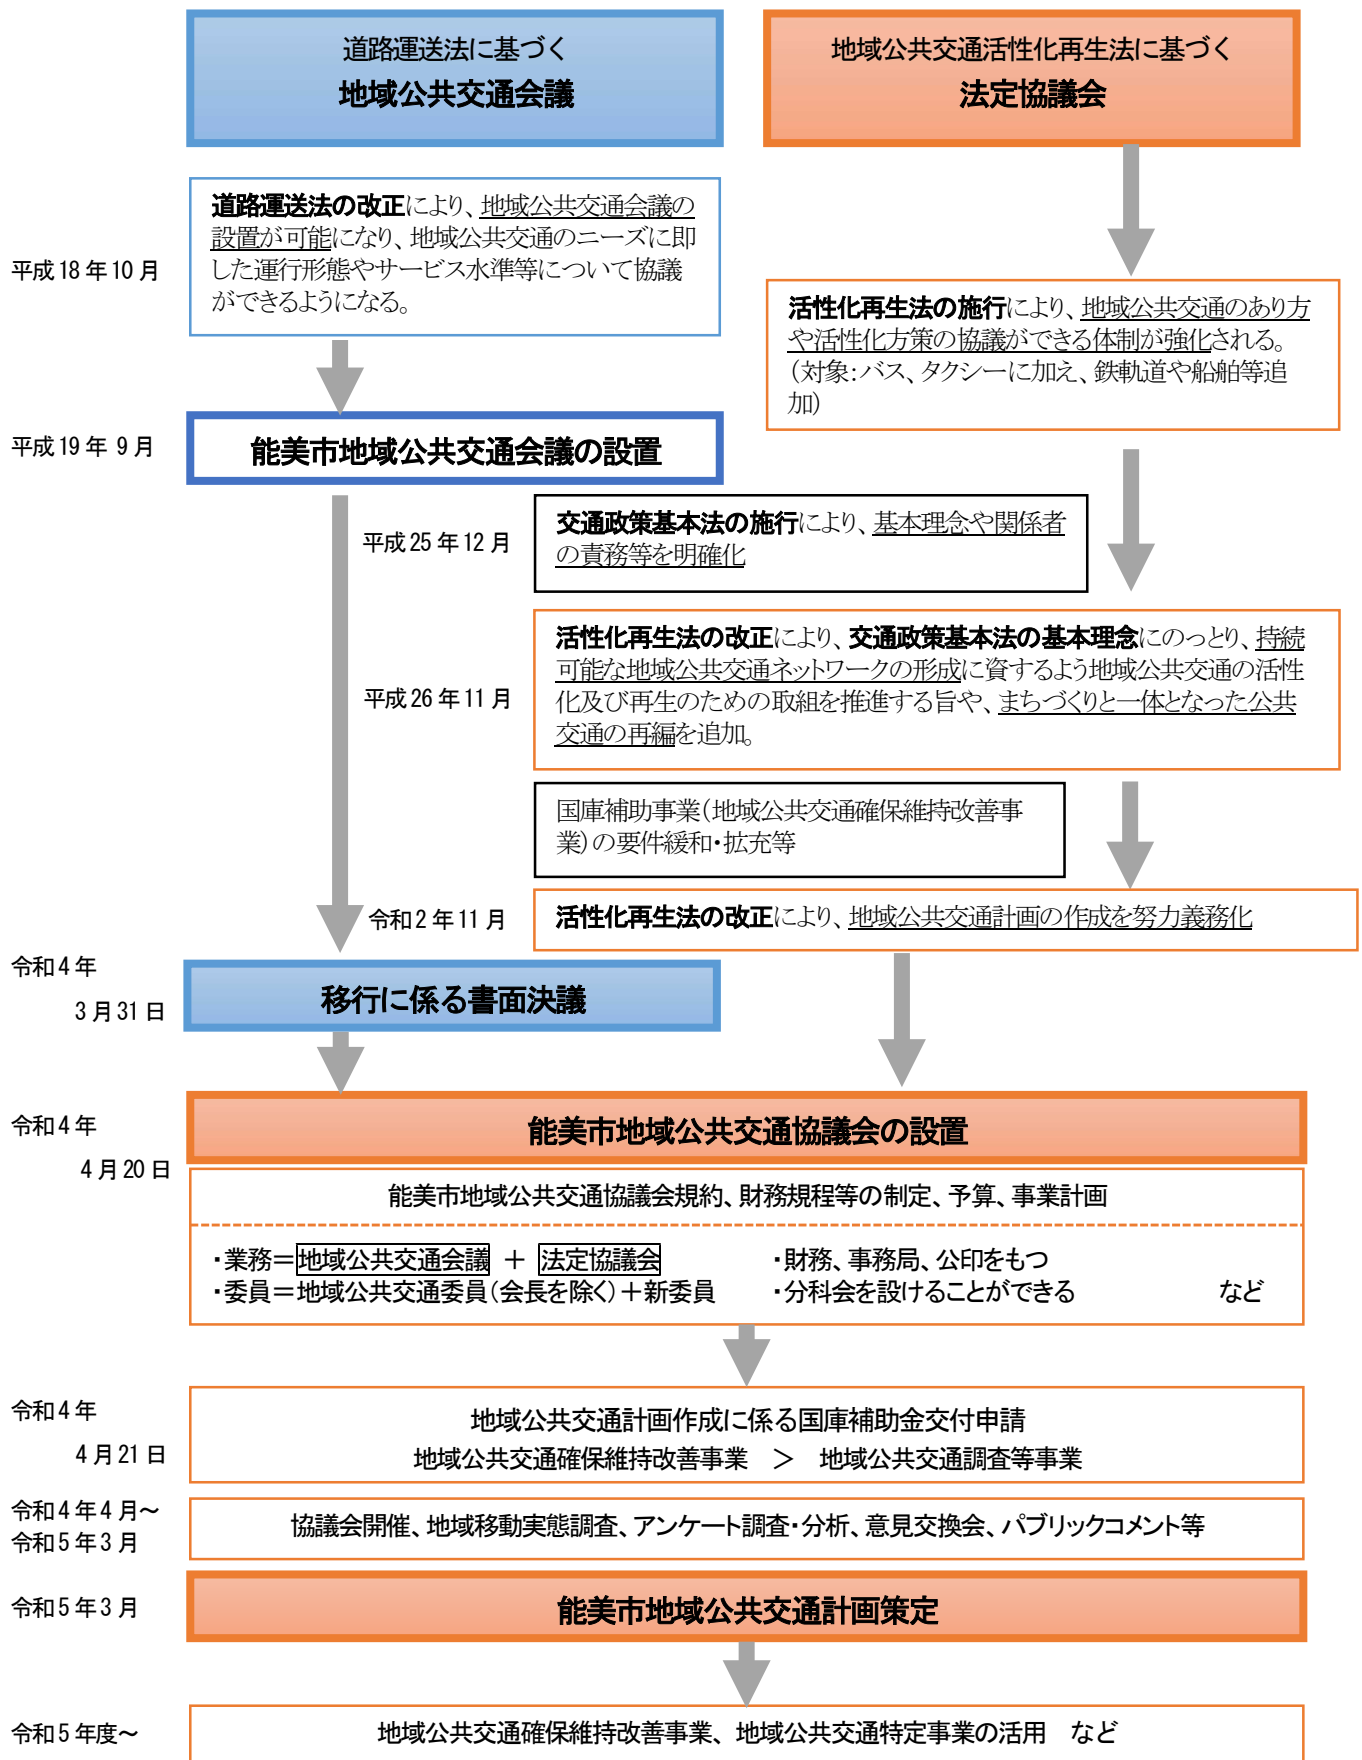 道路運送法に基づく
地域公共交通会議
地域公共交通活性化再生法に基づく
法定協議会
平成18年10月
道路運送法の改正により、地域公共交通会議の
設置が可能になり、地域公共交通のニーズに即
した運行形態やサービス水準等について協議
ができるようになる。
活性化再生法の施行により、地域公共交通のあり方
や活性化方策の協議ができる体制が強化される。
（対象：バス、タクシーに加え、鉄軌道や船舶等追
加）
平成19年 9月
能美市地域公共交通会議の設置
平成25年12月
交通政策基本法の施行により、基本理念や関係者
の責務等を明確化
平成26年11月
活性化再生法の改正により、交通政策基本法の基本理念にのっとり、持続
可能な地域公共交通ネットワークの形成に資するよう地域公共交通の活性
化及び再生のための取組を推進する旨や、まちづくりと一体となった公共
交通の再編を追加。
国庫補助事業（地域公共交通確保維持改善事
業）の要件緩和・拡充等
令和2年11月
活性化再生法の改正により、地域公共交通計画の作成を努力義務化
令和4年
3月31日
移行に係る書面決議
令和4年
4月20日
能美市地域公共交通協議会の設置
能美市地域公共交通協議会規約、財務規程等の制定、予算、事業計画
・業務＝地域公共交通会議 ＋ 法定協議会
・委員＝地域公共交通委員（会長を除く）＋新委員
・財務、事務局、公印をもつ
・分科会を設けることができる など
令和4年
4月21日
地域公共交通計画作成に係る国庫補助金交付申請
地域公共交通確保維持改善事業 ＞ 地域公共交通調査等事業
令和4年4月～
令和5年3月
協議会開催、地域移動実態調査、アンケート調査・分析、意見交換会、パブリックコメント等
令和5年3月
能美市地域公共交通計画策定
令和5年度～
地域公共交通確保維持改善事業、地域公共交通特定事業の活用 など